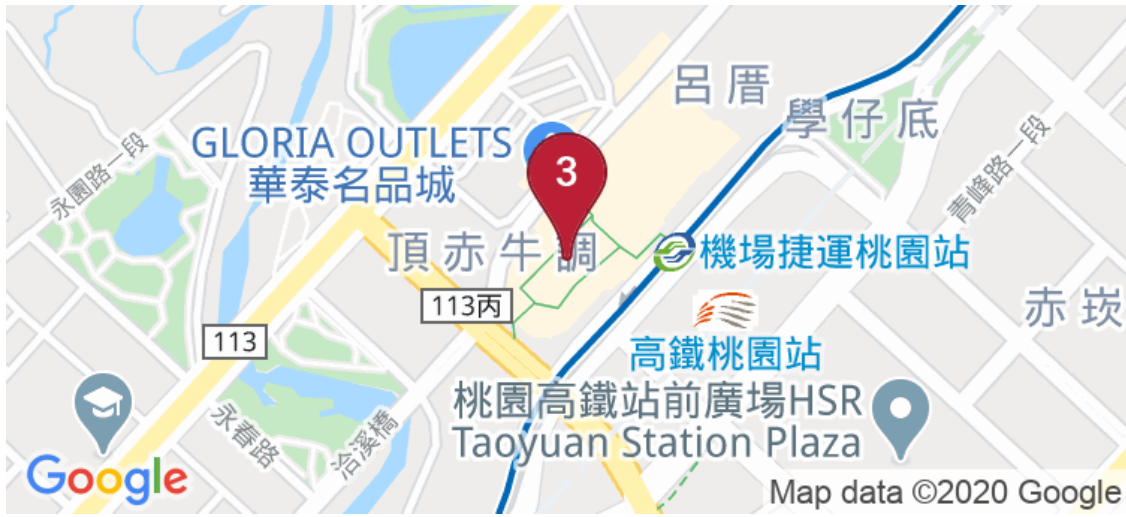 呂厝
學仔底
GLORIA OUTLETS
華泰名品城
3
永園路一段
青峰路一段
頂赤牛調
機場捷運桃園站
113丙
113
赤崁
高鐵桃園站
桃園高鐵站前廣場HSR
Taoyuan Station Plaza
永春路
洽溪橋
Google
Map data ©2020 Google